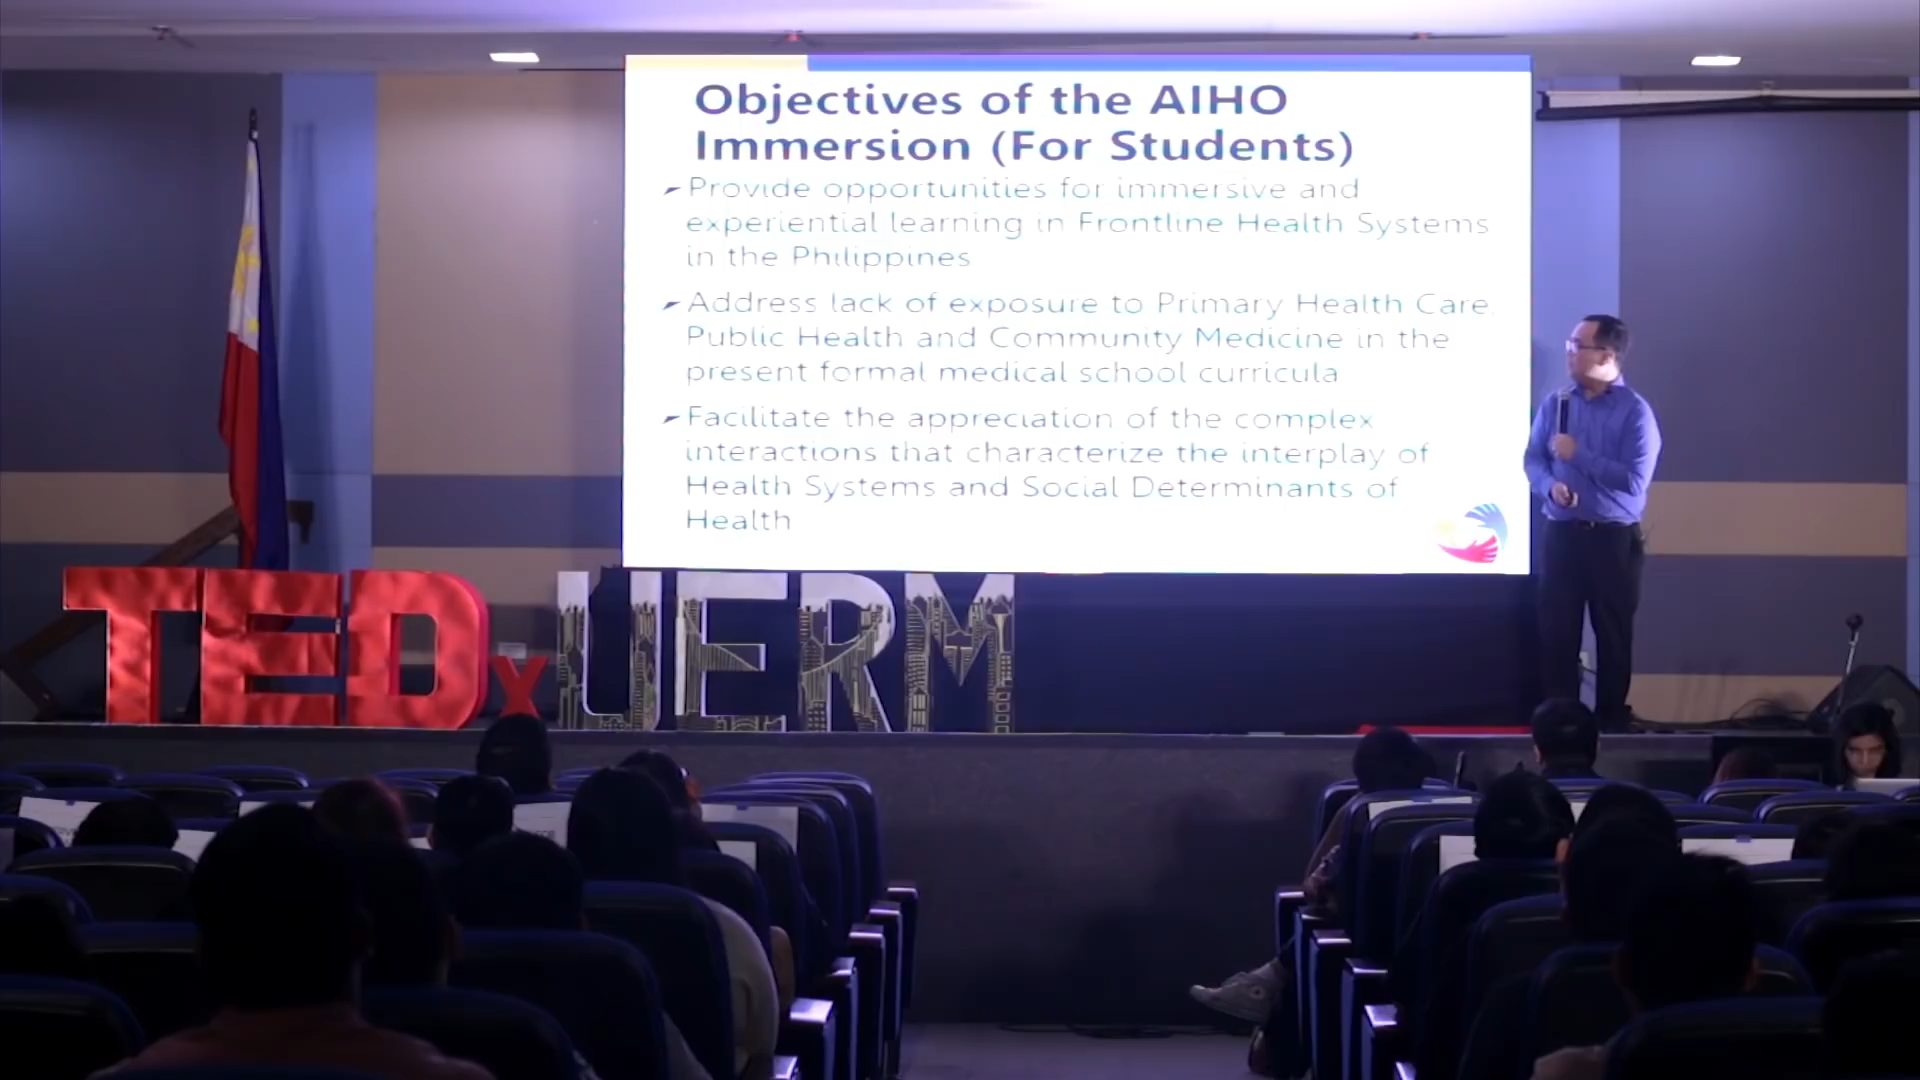 Objectives of the AIHO
Immersion (For Students)
Provide opportunities for immersive and
experiential learning in Frontline Health Systems
in the Philippines
Address lack of exposure to Primary Health Care,
Public Health and Community Medicine in the
present formal medical school curricula
Facilitate the appreciation of the complex
interactions that characterize the interplay of
Health Systems and Social Determinants of
Health
TEDx UERM